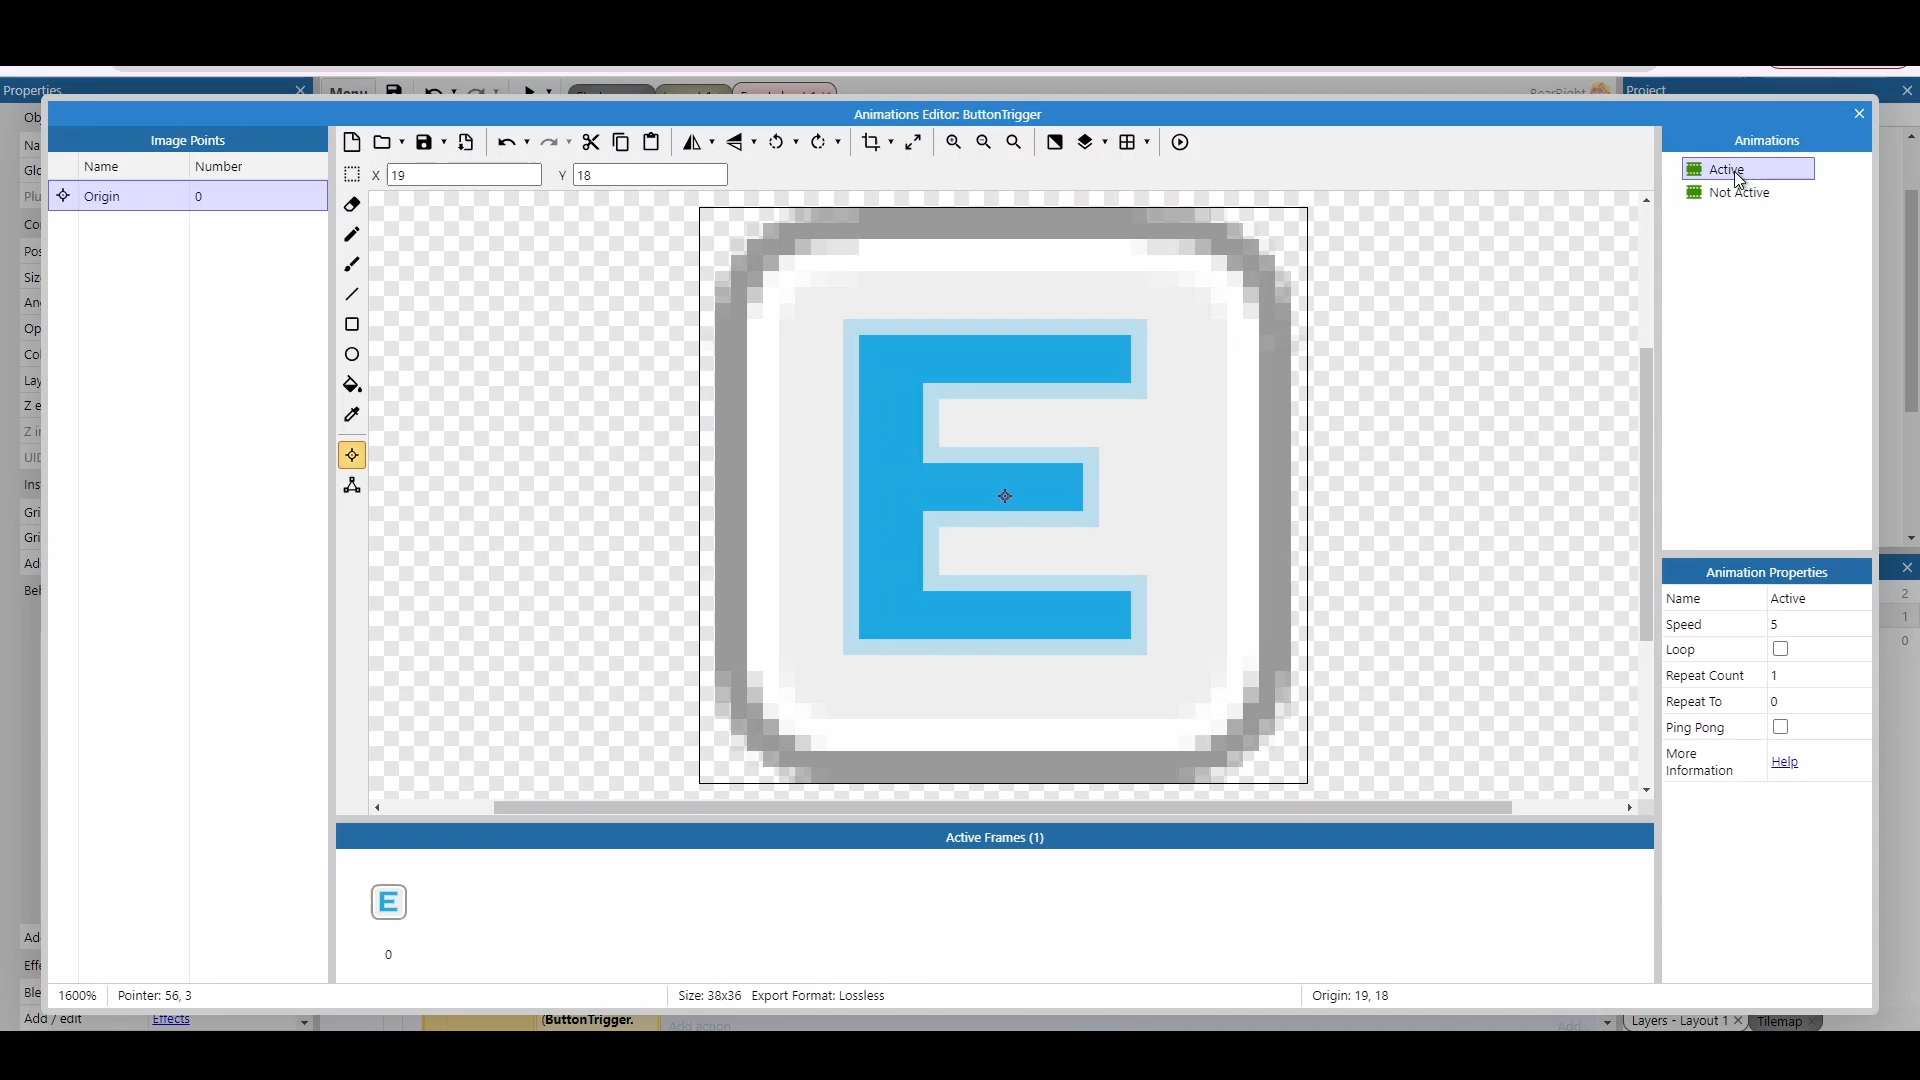 Properties
Menu
BearRight
Project
Animations Editor: ButtonTrigger
Image Points
Name Number
Origin 0
X 19 Y 18
E
Animations
Active
Not Active
Animation Properties
Name Active
Speed 5
Loop
Repeat Count 1
Repeat To 0
Ping Pong
More
Information Help
Active Frames (1)
E
0
1600% Pointer: 56, 3 Size: 38x36 Export Format: Lossless Origin: 19, 18
Add / edit Effects
(ButtonTrigger.
Add action
Add...
Layers - Layout 1
Tilemap
2
1
0